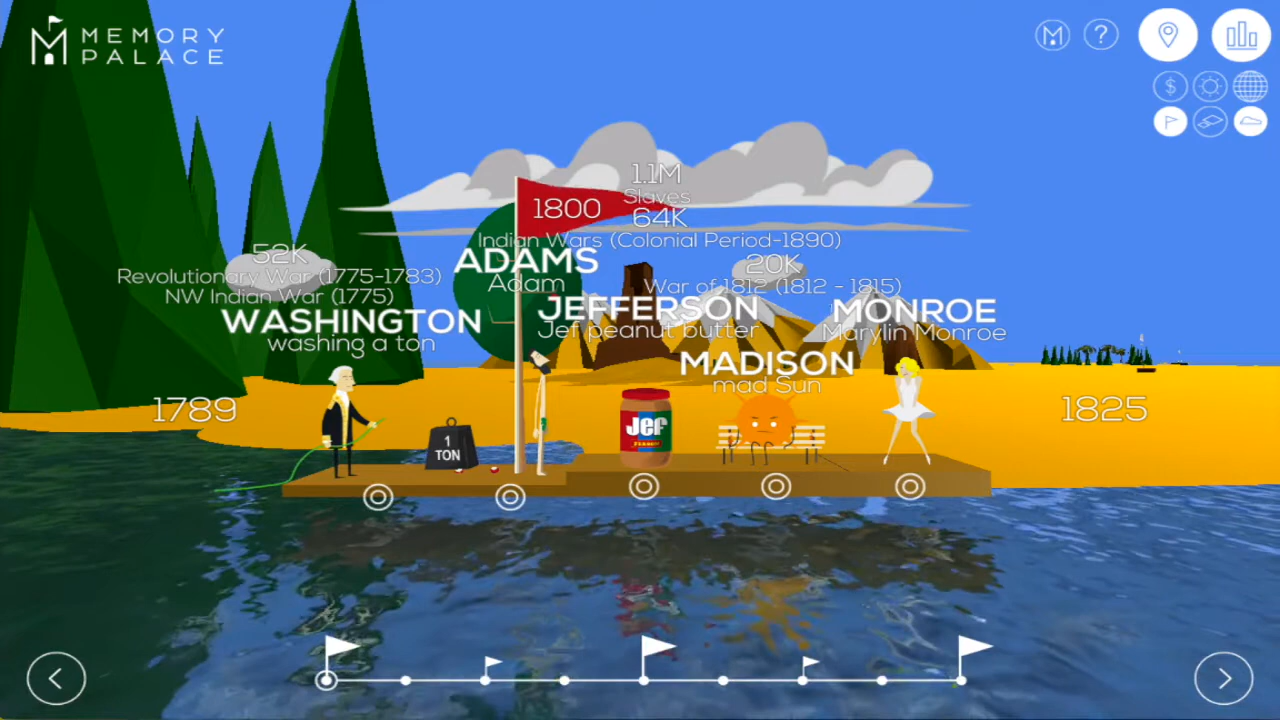 MEMORY
PALACE
?
$
1.1M
Slaves
1800
64K
Indian Wars (Colonial Period-1890)
52K
ADAMS
20K
Revolutionary War (1775-1783)
Adam
War of 1812 (1812 - 1815)
NW Indian War (1775)
JEFFERSON
MONROE
WASHINGTON
Jef peanut butter
Marylin Monroe
washing a ton
MADISON
mad Sun
1789
1825
Jef
1
TON